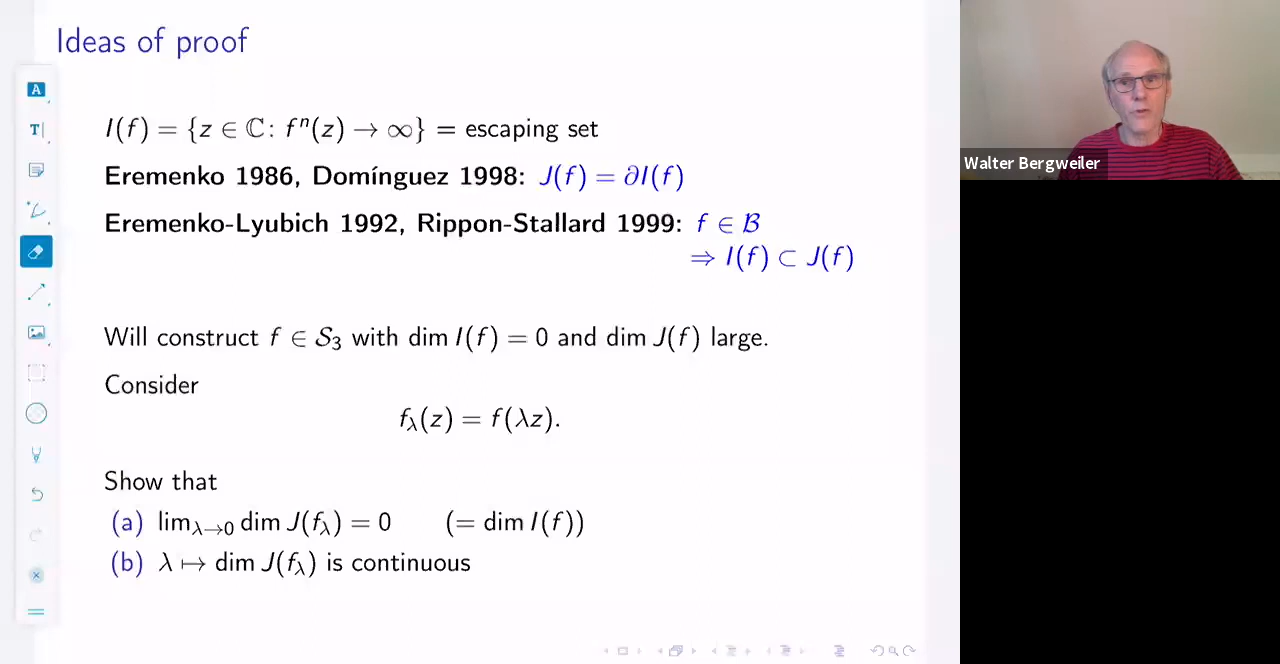 Ideas of proof
I(f) = {z ∈ ℂ: fⁿ(z) → ∞} = escaping set
Eremenko 1986, Domínguez 1998: J(f) = ∂I(f)
Eremenko-Lyubich 1992, Rippon-Stallard 1999: f ∈ ℬ
⇒ I(f) ⊂ J(f)
Will construct f ∈ 𝒮₃ with dim I(f) = 0 and dim J(f) large.
Consider
f_λ(z) = f(λz).
Show that
(a) lim_{λ→0} dim J(f_λ) = 0 (= dim I(f))
(b) λ ↦ dim J(f_λ) is continuous
Walter Bergweiler
A
T